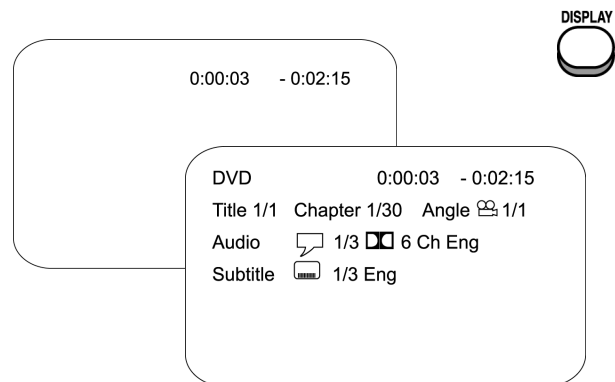 DISPLAY
0:00:03 - 0:02:15
DVD 0:00:03 - 0:02:15
Title 1/1 Chapter 1/30 Angle 1/1
Audio 1/3 6 Ch Eng
Subtitle 1/3 Eng